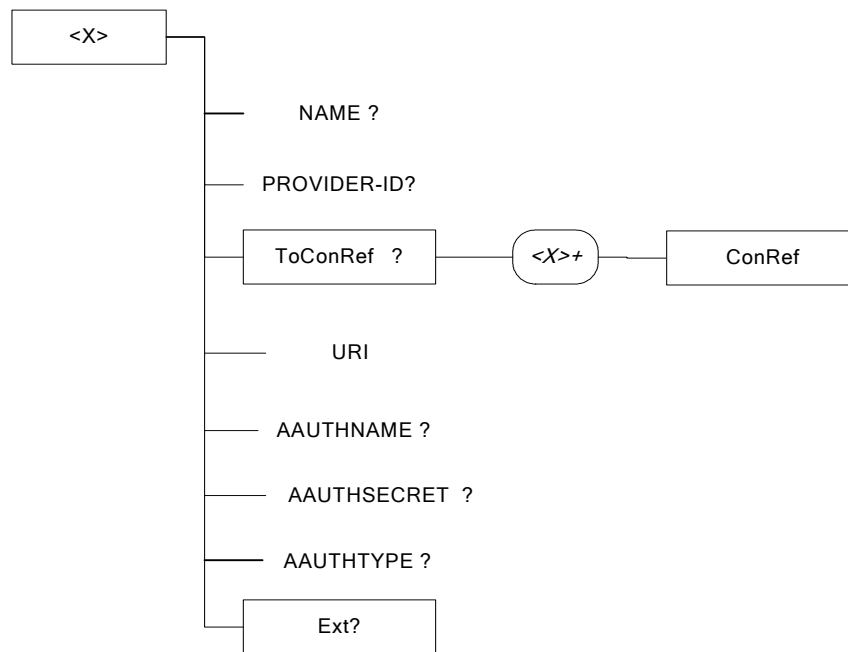 <X>
NAME ?
PROVIDER-ID?
ToConRef ? <X>+ ConRef
URI
AAUTHNAME ?
AAUTHSECRET ?
AAUTHTYPE ?
Ext?